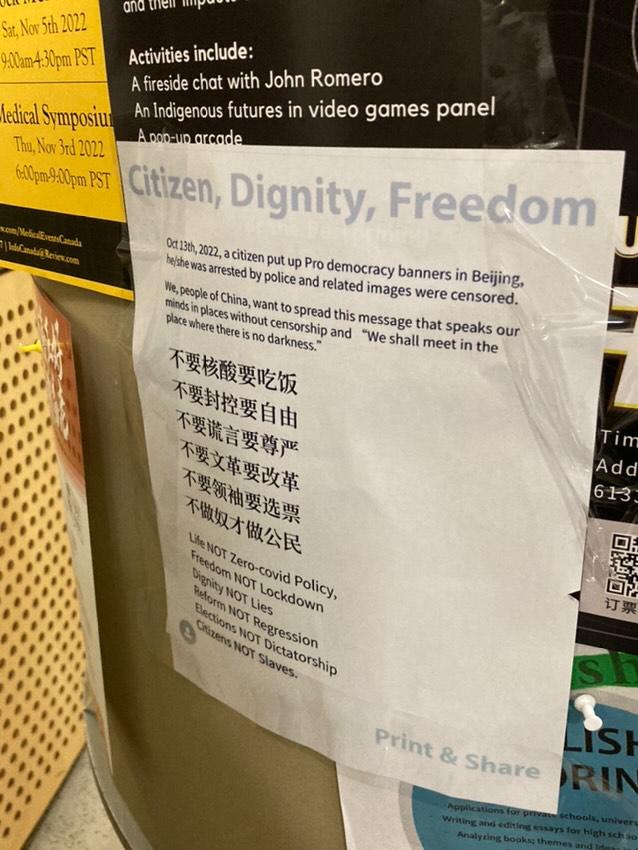 Sat, Nov 5th 2022
9:00am-4:30pm PST
Medical Symposium
Thu, Nov 3rd 2022
6:00pm-9:00pm PST
and their impacts
Activities include:
A fireside chat with John Romero
An Indigenous futures in video games panel
A pop-up arcade
Citizen, Dignity, Freedom
Oct 13th, 2022, a citizen put up Pro democracy banners in Beijing,
he/she was arrested by police and related images were censored.
We, people of China, want to spread this message that speaks our
minds in places without censorship and “We shall meet in the
place where there is no darkness.”
不要核酸要吃饭
不要封控要自由
不要谎言要尊严
不要文革要改革
不要领袖要选票
不做奴才做公民
Life NOT Zero-covid Policy,
Freedom NOT Lockdown
Dignity NOT Lies
Reform NOT Regression
Elections NOT Dictatorship
Citizens NOT Slaves.
Print & Share
Tim
Add
613
订票
Applications for private schools, univers
Writing and editing essays for high schoo
Analyzing books; themes and